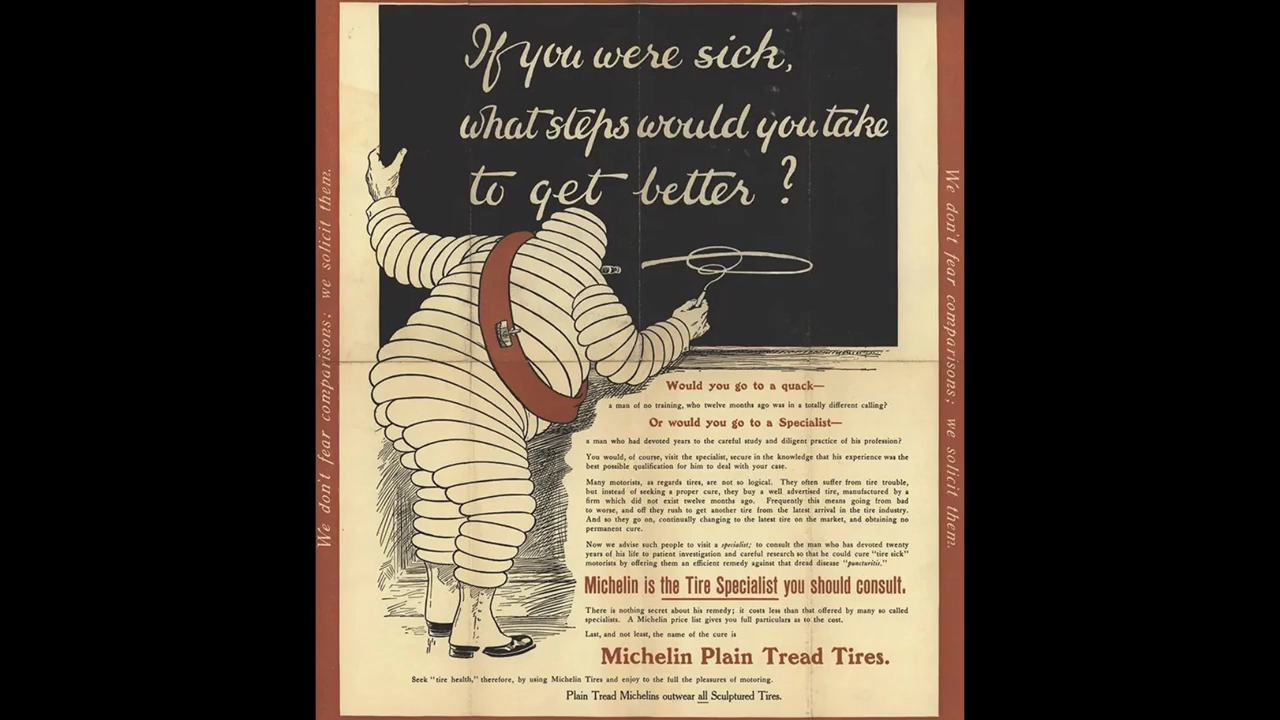 If you were sick,
what steps would you take
to get better?
We don't fear comparisons; we solicit them.
We don't fear comparisons; we solicit them.
Would you go to a quack—
a man of no training, who twelve months ago was in a totally different calling?
Or would you go to a Specialist—
a man who had devoted years to the careful study and diligent practice of his profession?
You would, of course, visit the specialist, secure in the knowledge that his experience was the
best possible qualification for him to deal with your case.
Many motorists, as regards tires, are not so logical. They often suffer from tire trouble,
but instead of seeking a proper cure, they buy a well advertised tire, manufactured by a
firm which did not exist twelve months ago. Frequently this means going from bad
to worse, and off they rush to get another tire from the latest arrival in the tire industry.
And so they go on, continually changing to the latest tire on the market, and obtaining no
permanent cure.
Now we advise such people to visit a specialist; to consult the man who has devoted twenty
years of his life to patient investigation and careful research so that he could cure "tire sick"
motorists by offering them an efficient remedy against that dread disease "puncturitis."
Michelin is the Tire Specialist you should consult.
There is nothing secret about his remedy; it costs less than that offered by many so called
specialists. A Michelin price list gives you full particulars as to the cost.
Last, and not least, the name of the cure is
Michelin Plain Tread Tires.
Seek "tire health," therefore, by using Michelin Tires and enjoy to the full the pleasures of motoring.
Plain Tread Michelins outwear all Sculptured Tires.